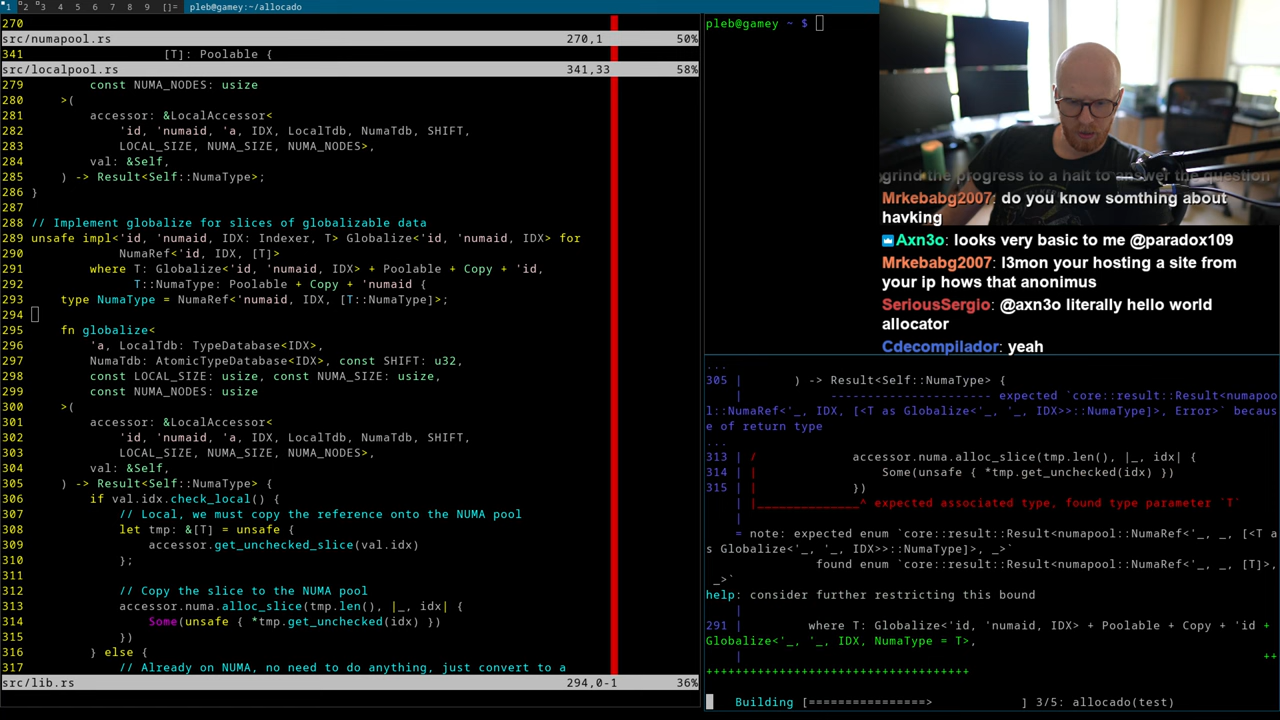 1 2 3 4 5 6 7 8 9 []= pleb@gamey:~/allocado
270
src/numapool.rs 270,1 50%
341 [T]: Poolable {
src/localpool.rs 341,33 58%
279 const NUMA_NODES: usize
280 >(
281 accessor: &LocalAccessor<
282 'id, 'numaid, 'a, IDX, LocalTdb, NumaTdb, SHIFT,
283 LOCAL_SIZE, NUMA_SIZE, NUMA_NODES>,
284 val: &Self,
285 ) -> Result<Self::NumaType>;
286 }
287
288 // Implement globalize for slices of globalizable data
289 unsafe impl<'id, 'numaid, IDX: Indexer, T> Globalize<'id, 'numaid, IDX> for
290 NumaRef<'id, IDX, [T]>
291 where T: Globalize<'id, 'numaid, IDX> + Poolable + Copy + 'id,
292 T::NumaType: Poolable + Copy + 'numaid {
293 type NumaType = NumaRef<'numaid, IDX, [T::NumaType]>;
294
295 fn globalize<
296 'a, LocalTdb: TypeDatabase<IDX>,
297 NumaTdb: AtomicTypeDatabase<IDX>, const SHIFT: u32,
298 const LOCAL_SIZE: usize, const NUMA_SIZE: usize,
299 const NUMA_NODES: usize
300 >(
301 accessor: &LocalAccessor<
302 'id, 'numaid, 'a, IDX, LocalTdb, NumaTdb, SHIFT,
303 LOCAL_SIZE, NUMA_SIZE, NUMA_NODES>,
304 val: &Self,
305 ) -> Result<Self::NumaType> {
306 if val.idx.check_local() {
307 // Local, we must copy the reference onto the NUMA pool
308 let tmp: &[T] = unsafe {
309 accessor.get_unchecked_slice(val.idx)
310 };
311
312 // Copy the slice to the NUMA pool
313 accessor.numa.alloc_slice(tmp.len(), |_, idx| {
314 Some(unsafe { *tmp.get_unchecked(idx) })
315 })
316 } else {
317 // Already on NUMA, no need to do anything, just convert to a
src/lib.rs 294,0-1 36%
pleb@gamey ~ $
grind the progress to a halt to answer the question
Mrkebabg2007: do you know somthing about
havking
Axn3o: looks very basic to me @paradox109
Mrkebabg2007: I3mon your hosting a site from
your ip hows that anonimus
SeriousSergio: @axn3o literally hello world
allocator
Cdecompilador: yeah
...
305 | ) -> Result<Self::NumaType> {
| ---------------------- expected `core::result::Result<numapoo
l::NumaRef<'_, IDX, [<T as Globalize<'_, '_, IDX>>::NumaType]>, Error>` becaus
e of return type
...
313 | / accessor.numa.alloc_slice(tmp.len(), |_, idx| {
314 | | Some(unsafe { *tmp.get_unchecked(idx) })
315 | | })
| |______________^ expected associated type, found type parameter `T`
|
= note: expected enum `core::result::Result<numapool::NumaRef<'_, _, [<T a
s Globalize<'_, '_, IDX>>::NumaType]>, _>`
found enum `core::result::Result<numapool::NumaRef<'_, _, [T]>,
_>`
help: consider further restricting this bound
|
291 | where T: Globalize<'id, 'numaid, IDX> + Poolable + Copy + 'id +
Globalize<'_, '_, IDX, NumaType = T>,
| ++
+++++++++++++++++++++++++++++++++++
Building [================> ] 3/5: allocado(test)